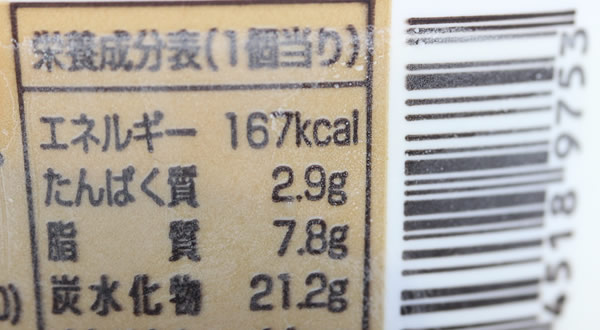 栄養成分表(1個当り)
エネルギー 167kcal
たんぱく質 2.9g
脂質 7.8g
炭水化物 21.2g
4518 9753